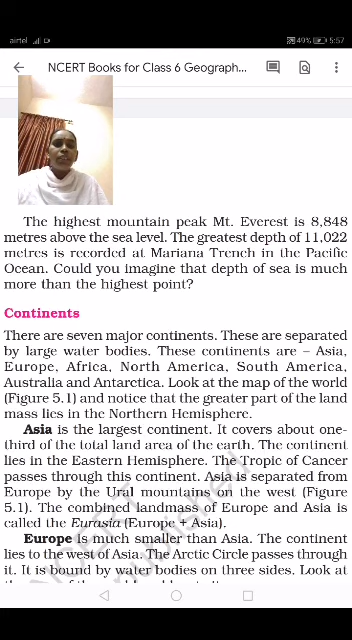 airtel 49% 5:57
NCERT Books for Class 6 Geograph...
The highest mountain peak Mt. Everest is 8,848
metres above the sea level. The greatest depth of 11,022
metres is recorded at Mariana Trench in the Pacific
Ocean. Could you imagine that depth of sea is much
more than the highest point?
Continents
There are seven major continents. These are separated
by large water bodies. These continents are – Asia,
Europe, Africa, North America, South America,
Australia and Antarctica. Look at the map of the world
(Figure 5.1) and notice that the greater part of the land
mass lies in the Northern Hemisphere.
Asia is the largest continent. It covers about one-
third of the total land area of the earth. The continent
lies in the Eastern Hemisphere. The Tropic of Cancer
passes through this continent. Asia is separated from
Europe by the Ural mountains on the west (Figure
5.1). The combined landmass of Europe and Asia is
called the Eurasia (Europe + Asia).
Europe is much smaller than Asia. The continent
lies to the west of Asia. The Arctic Circle passes through
it. It is bound by water bodies on three sides. Look at